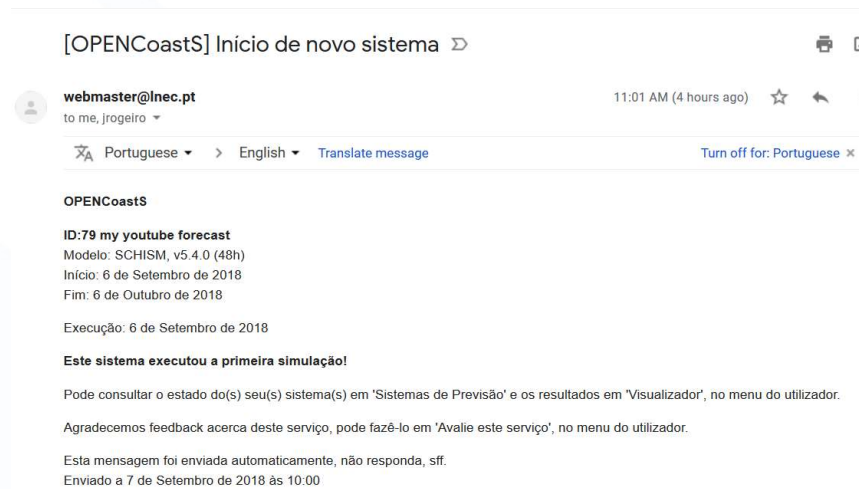 [OPENCoastS] Início de novo sistema
webmaster@lnec.pt
11:01 AM (4 hours ago)
to me, jrogeiro
Portuguese > English Translate message
Turn off for: Portuguese ×
OPENCoastS
ID:79 my youtube forecast
Modelo: SCHISM, v5.4.0 (48h)
Início: 6 de Setembro de 2018
Fim: 6 de Outubro de 2018
Execução: 6 de Setembro de 2018
Este sistema executou a primeira simulação!
Pode consultar o estado do(s) seu(s) sistema(s) em 'Sistemas de Previsão' e os resultados em 'Visualizador', no menu do utilizador.
Agradecemos feedback acerca deste serviço, pode fazê-lo em 'Avalie este serviço', no menu do utilizador.
Esta mensagem foi enviada automaticamente, não responda, sff.
Enviado a 7 de Setembro de 2018 às 10:00